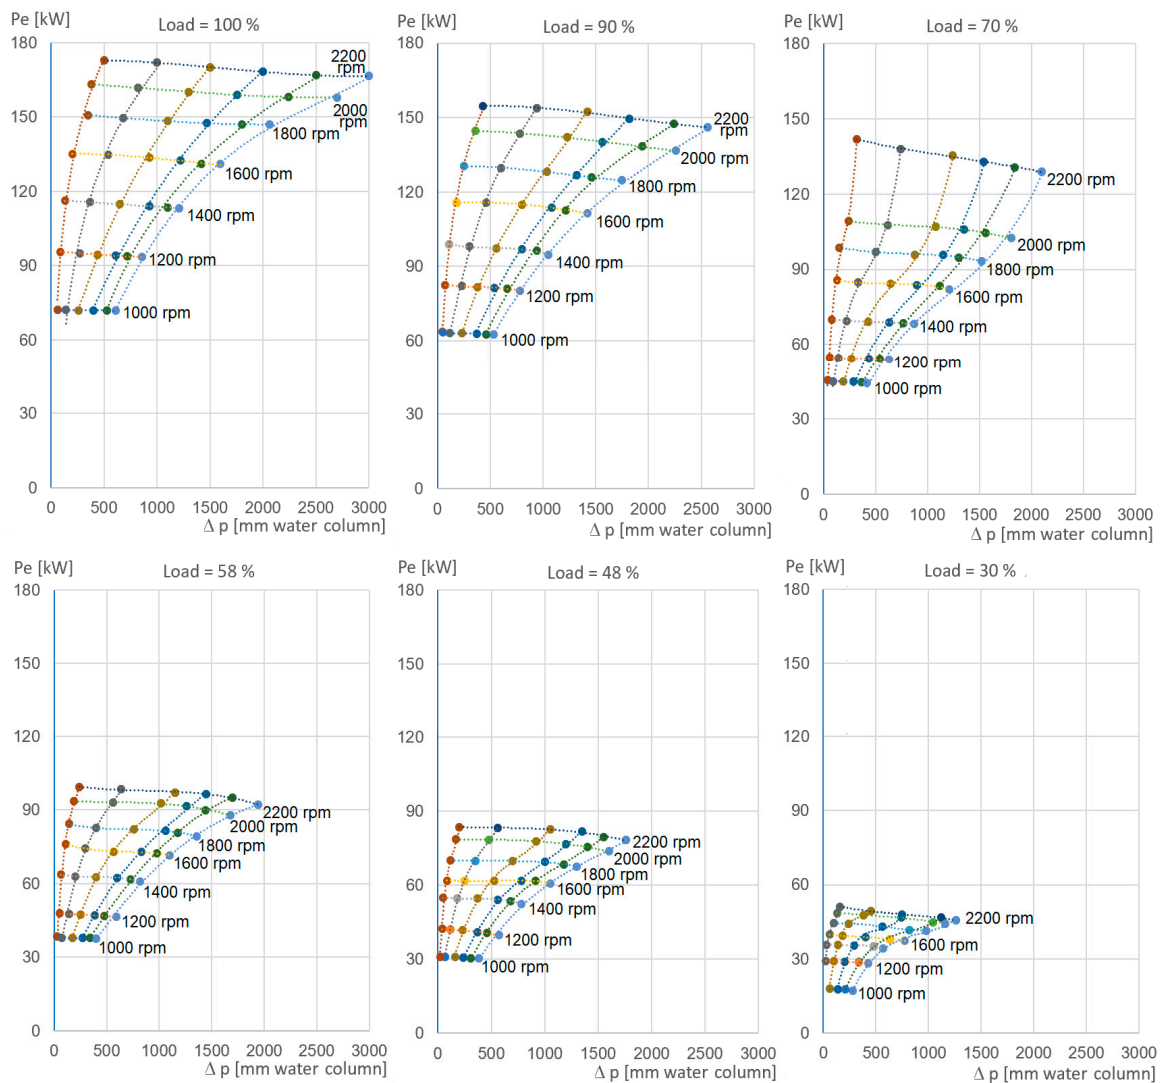 Pe [kW]
Load = 100 %
180
150
120
90
60
30
0
2200
rpm
2000
rpm
1800 rpm
1600 rpm
1400 rpm
1200 rpm
1000 rpm
0 500 1000 1500 2000 2500 3000
Δ p [mm water column]
Pe [kW]
Load = 90 %
180
150
120
90
60
30
0
2200
rpm
2000 rpm
1800 rpm
1600 rpm
1400 rpm
1200 rpm
1000 rpm
0 500 1000 1500 2000 2500 3000
Δ p [mm water column]
Pe [kW]
Load = 70 %
180
150
120
90
60
30
0
2200 rpm
2000 rpm
1800 rpm
1600 rpm
1400 rpm
1200 rpm
1000 rpm
0 500 1000 1500 2000 2500 3000
Δ p [mm water column]
Pe [kW]
Load = 58 %
180
150
120
90
60
30
0
2200 rpm
2000 rpm
1800 rpm
1600 rpm
1400 rpm
1200 rpm
1000 rpm
0 500 1000 1500 2000 2500 3000
Δ p [mm water column]
Pe [kW]
Load = 48 %
180
150
120
90
60
30
0
2200 rpm
2000 rpm
1800 rpm
1600 rpm
1400 rpm
1200 rpm
1000 rpm
0 500 1000 1500 2000 2500 3000
Δ p [mm water column]
Pe [kW]
Load = 30 %
180
150
120
90
60
30
0
2200 rpm
1600 rpm
1200 rpm
1000 rpm
0 500 1000 1500 2000 2500 3000
Δ p [mm water column]